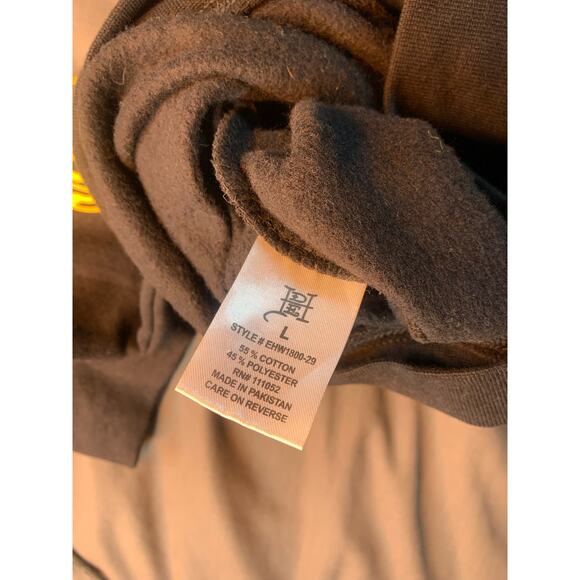 L
STYLE # EHW1800-29
55 % COTTON
45 % POLYESTER
RN# 111052
MADE IN PAKISTAN
CARE ON REVERSE